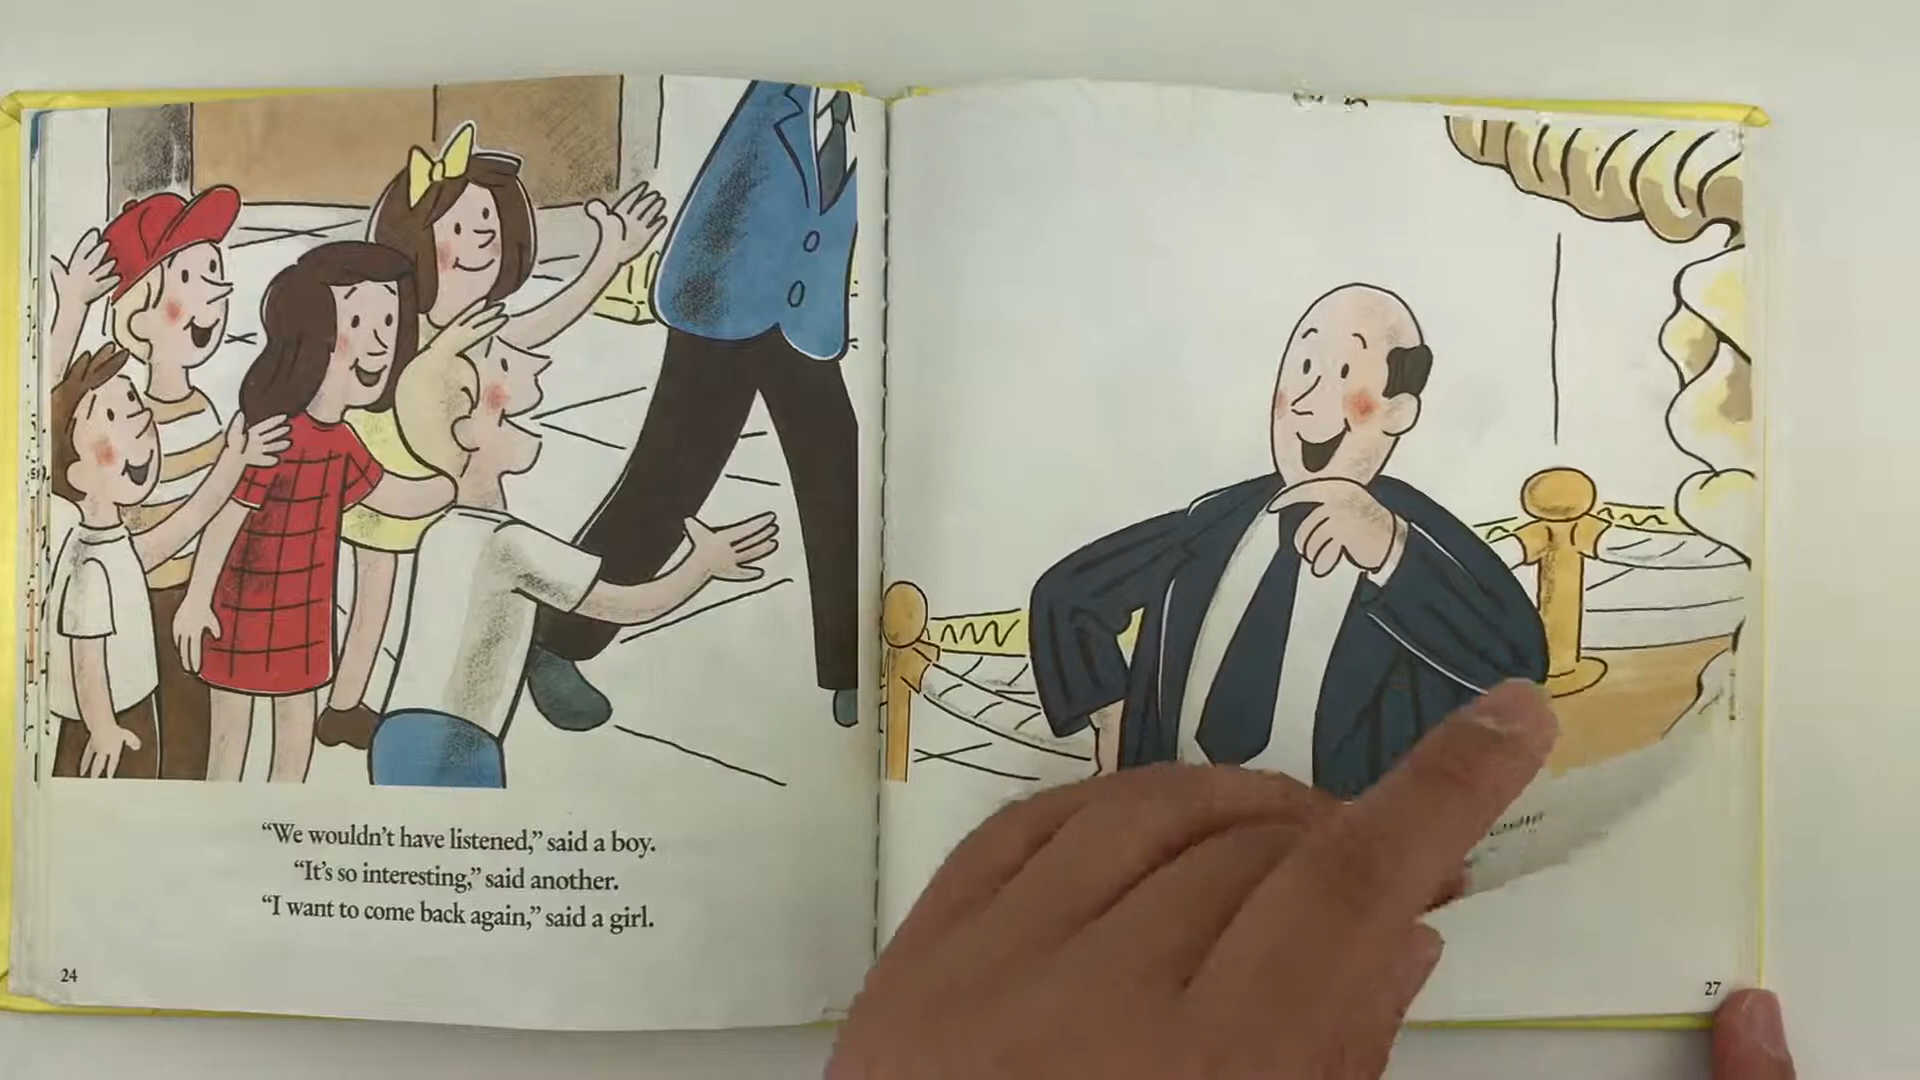 “We wouldn’t have listened,” said a boy.
“It’s so interesting,” said another.
“I want to come back again,” said a girl.
24
27